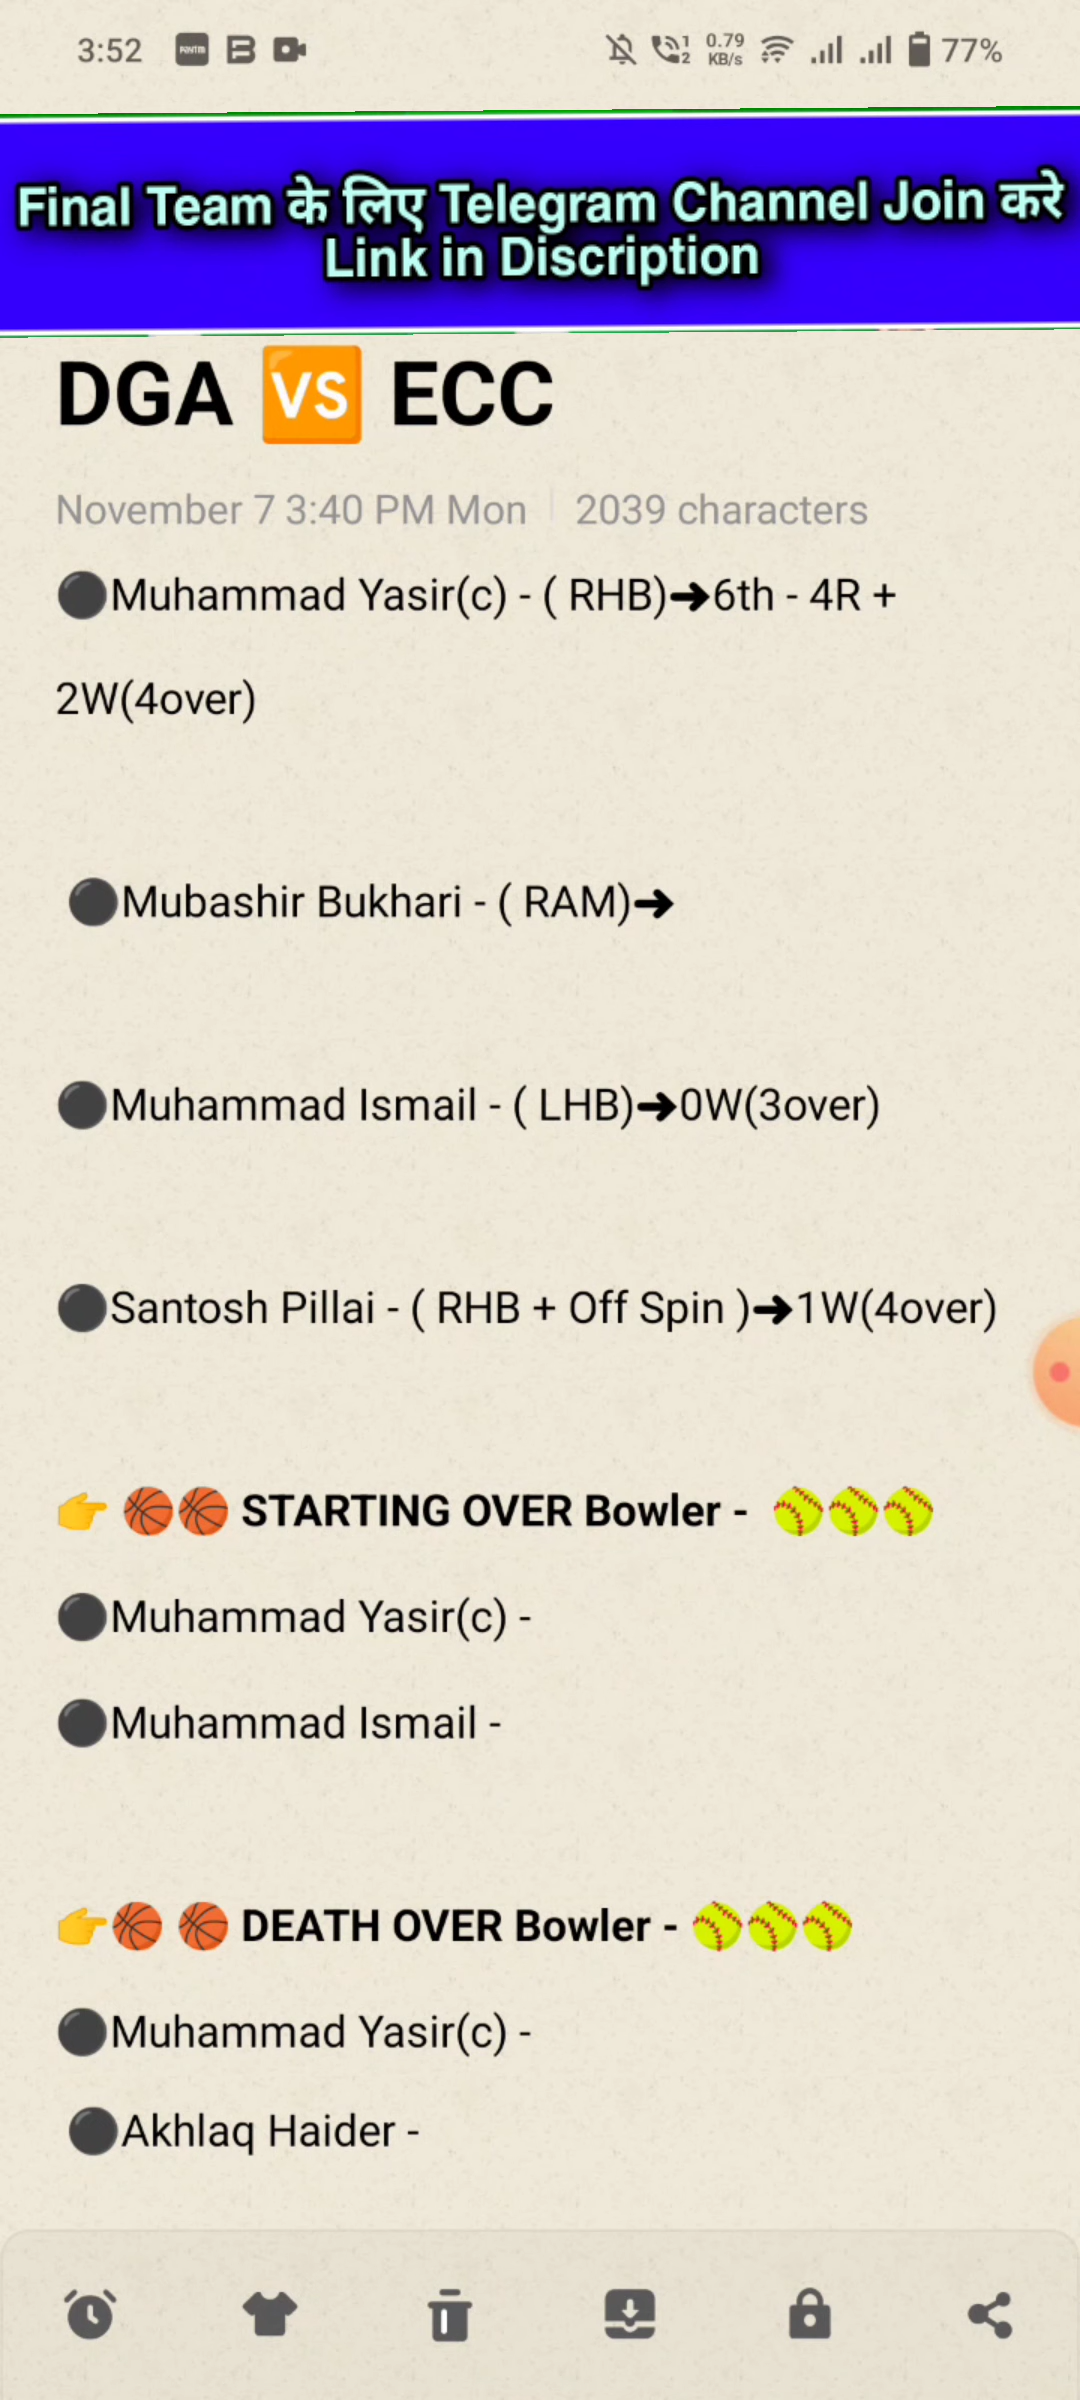 3:52 paytm 1 2 0.79 KB/s 77%
Final Team के लिए Telegram Channel Join करे
Link in Discription
DGA 🆚 ECC
November 7 3:40 PM Mon | 2039 characters
⚫Muhammad Yasir(c) - ( RHB)➔6th - 4R +
2W(4over)
⚫Mubashir Bukhari - ( RAM)➔
⚫Muhammad Ismail - ( LHB)➔0W(3over)
⚫Santosh Pillai - ( RHB + Off Spin )➔1W(4over)
👉 🏀🏀 STARTING OVER Bowler - 🥎🥎🥎
⚫Muhammad Yasir(c) -
⚫Muhammad Ismail -
👉🏀 🏀 DEATH OVER Bowler - 🥎🥎🥎
⚫Muhammad Yasir(c) -
⚫Akhlaq Haider -